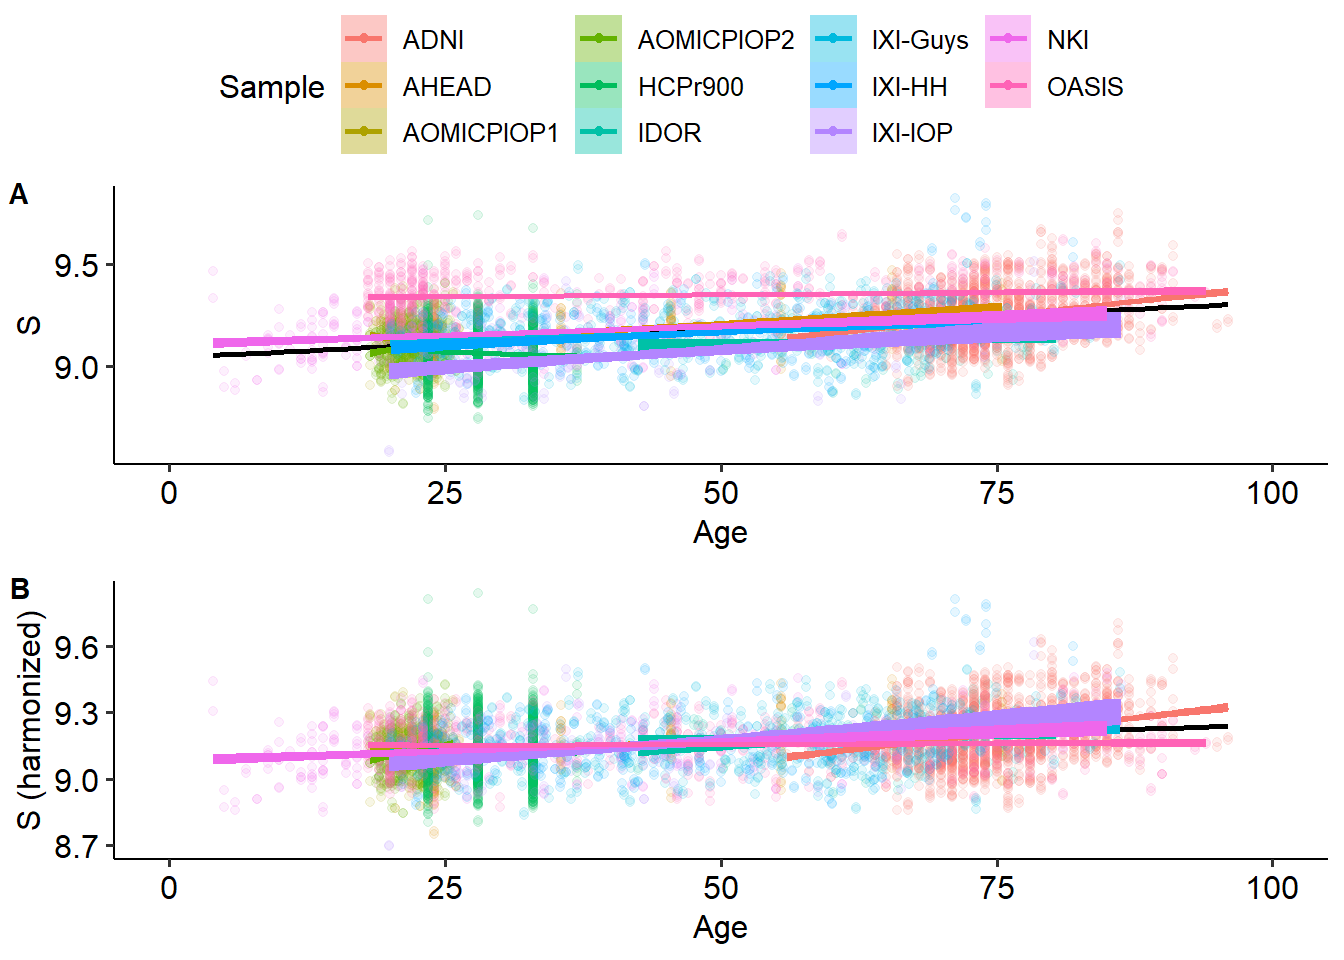 Sample
ADNI
AHEAD
AOMICPIOP1
AOMICPIOP2
HCPr900
IDOR
IXI-Guys
IXI-HH
IXI-IOP
NKI
OASIS
A
S
9.5
9.0
0 25 50 75 100
Age
B
S (harmonized)
9.6
9.3
9.0
8.7
0 25 50 75 100
Age